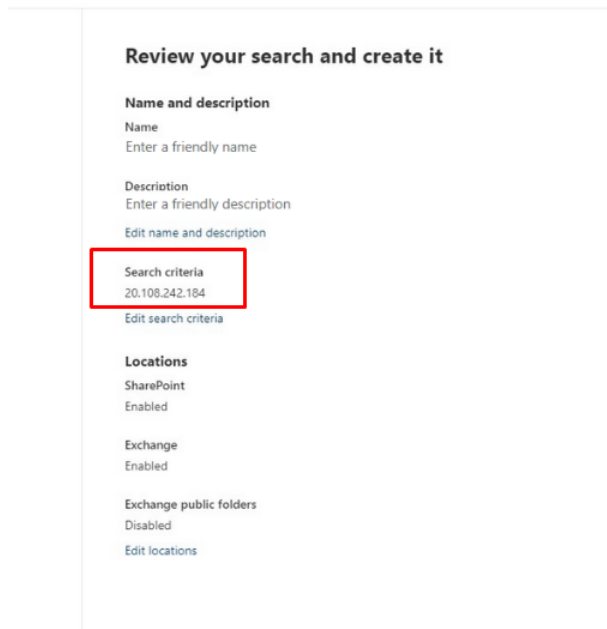 Review your search and create it
Name and description
Name
Enter a friendly name
Description
Enter a friendly description
Edit name and description
Search criteria
20.108.242.184
Edit search criteria
Locations
SharePoint
Enabled
Exchange
Enabled
Exchange public folders
Disabled
Edit locations